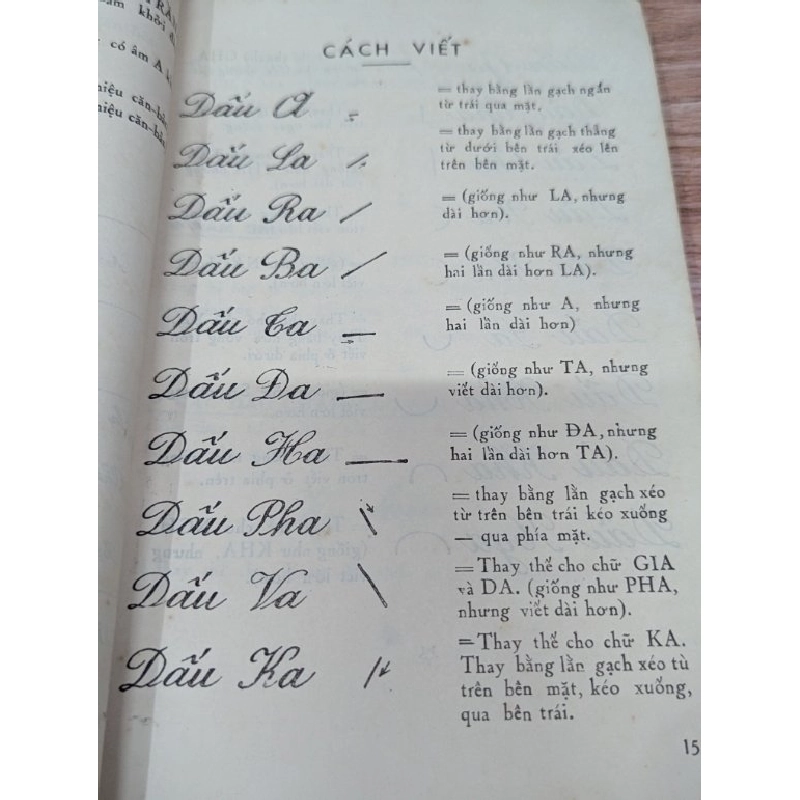 CÁCH VIẾT
có âm A
Dấu A = thay bằng lằn gạch ngắn
từ trái qua mặt.
Dấu La = thay bằng lằn gạch thẳng
từ dưới bên trái xéo lên
trên bên mặt.
Dấu Ra = (giống như LA, nhưng
dài hơn).
Dấu Ba = (giống như RA, nhưng
hai lằn dài hơn LA).
Dấu Ta = (giống như A, nhưng
hai lằn dài hơn)
Dấu Đa = (giống như TA, nhưng
viết dài hơn).
Dấu Ha = (giống như ĐA, nhưng
hai lằn dài hơn TA).
Dấu Pha = thay bằng lằn gạch xéo
từ trên bên trái kéo xuống
— qua phía mặt.
Dấu Va = Thay thế cho chữ GIA
và DA. (giống như PHA,
nhưng viết dài hơn).
Dấu Ka = Thay thế cho chữ KA.
Thay bằng lằn gạch xéo từ
trên bên mặt, kéo xuống,
qua bên trái.
15